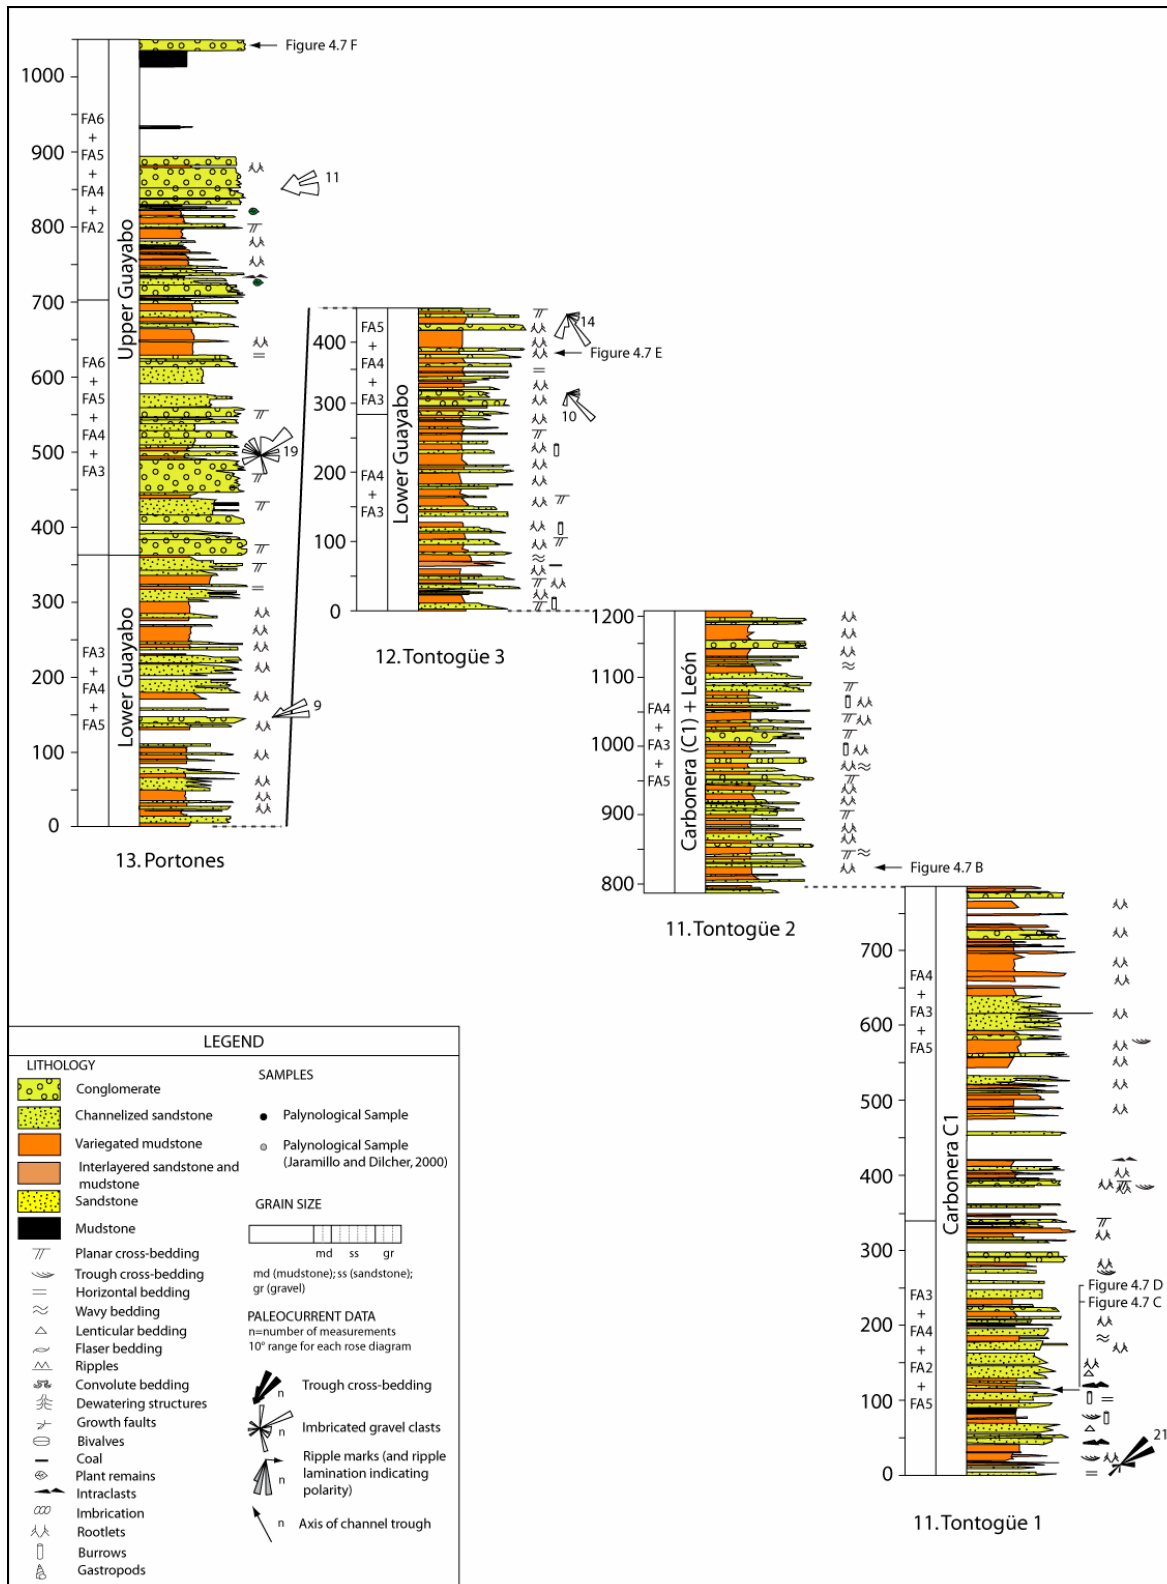 Figure 4.7 F
1000
900
800
700
600
500
400
300
200
100
0
FA6
+
FA5
+
FA4
+
FA2
FA6
+
FA5
+
FA4
+
FA3
FA3
+
FA4
+
FA5
Upper Guayabo
Lower Guayabo
11
19
9
13. Portones
400
300
200
100
0
FA5
+
FA4
+
FA3
FA4
+
FA3
Lower Guayabo
14
Figure 4.7 E
10
12. Tontogüe 3
1200
1100
1000
900
800
FA4
+
FA3
+
FA5
Carbonera (C1) + León
Figure 4.7 B
11. Tontogüe 2
700
600
500
400
300
200
100
0
FA4
+
FA3
+
FA5
FA3
+
FA4
+
FA2
+
FA5
Carbonera C1
Figure 4.7 D
Figure 4.7 C
21
11. Tontogüe 1
LEGEND
LITHOLOGY
Conglomerate
Channelized sandstone
Variegated mudstone
Interlayered sandstone and
mudstone
Sandstone
Mudstone
Planar cross-bedding
Trough cross-bedding
Horizontal bedding
Wavy bedding
Lenticular bedding
Flaser bedding
Ripples
Convolute bedding
Dewatering structures
Growth faults
Bivalves
Coal
Plant remains
Intraclasts
Imbrication
Rootlets
Burrows
Gastropods
SAMPLES
Palynological Sample
Palynological Sample
(Jaramillo and Dilcher, 2000)
GRAIN SIZE
md ss gr
md (mudstone); ss (sandstone);
gr (gravel)
PALEOCURRENT DATA
n=number of measurements
10° range for each rose diagram
n Trough cross-bedding
n Imbricated gravel clasts
n Ripple marks (and ripple
lamination indicating
polarity)
n Axis of channel trough